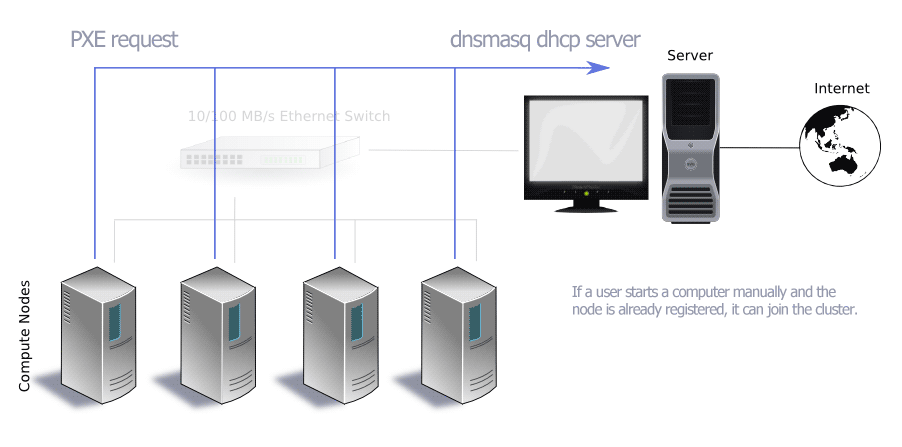 PXE request
dnsmasq dhcp server
Server
Internet
10/100 MB/s Ethernet Switch
Compute Nodes
If a user starts a computer manually and the
node is already registered, it can join the cluster.